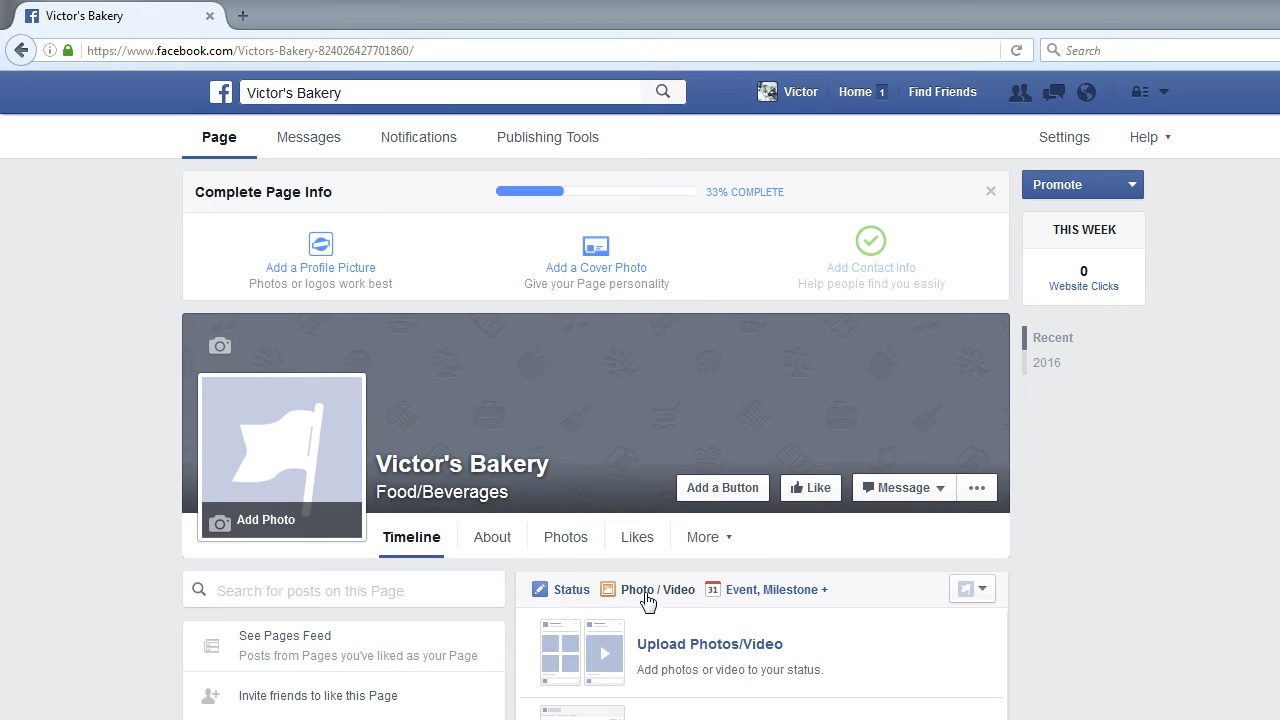 Victor's Bakery
https://www.facebook.com/Victors-Bakery-824026427701860/
Search
Victor's Bakery
Victor
Home 1
Find Friends
Page
Messages
Notifications
Publishing Tools
Settings
Help
Complete Page Info
33% COMPLETE
Promote
Add a Profile Picture
Photos or logos work best
Add a Cover Photo
Give your Page personality
Add Contact Info
Help people find you easily
THIS WEEK
0
Website Clicks
Recent
2016
Victor's Bakery
Food/Beverages
Add Photo
Add a Button
Like
Message
Timeline
About
Photos
Likes
More
Search for posts on this Page
Status
Photo / Video
31
Event, Milestone +
See Pages Feed
Posts from Pages you've liked as your Page
Invite friends to like this Page
Upload Photos/Video
Add photos or video to your status.